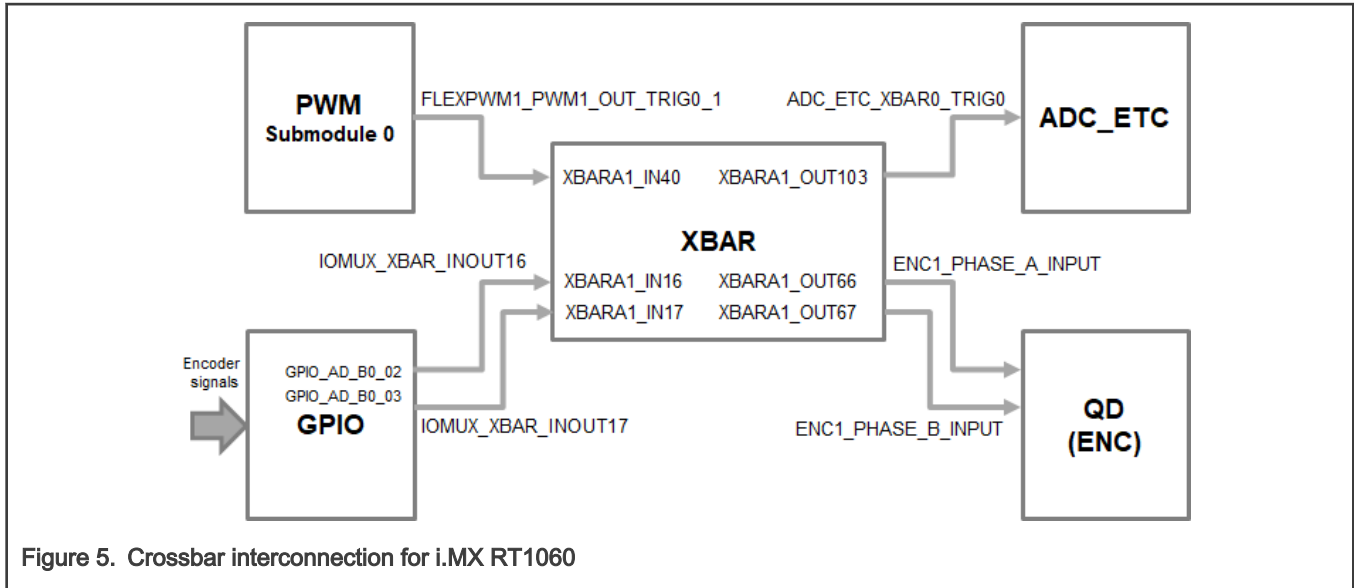 PWM
Submodule 0
FLEXPWM1_PWM1_OUT_TRIG0_1
ADC_ETC_XBAR0_TRIG0
ADC_ETC
XBARA1_IN40
XBARA1_OUT103
XBAR
IOMUX_XBAR_INOUT16
ENC1_PHASE_A_INPUT
XBARA1_IN16
XBARA1_OUT66
XBARA1_IN17
XBARA1_OUT67
Encoder
signals
GPIO_AD_B0_02
GPIO_AD_B0_03
GPIO
IOMUX_XBAR_INOUT17
ENC1_PHASE_B_INPUT
QD
(ENC)
Figure 5. Crossbar interconnection for i.MX RT1060